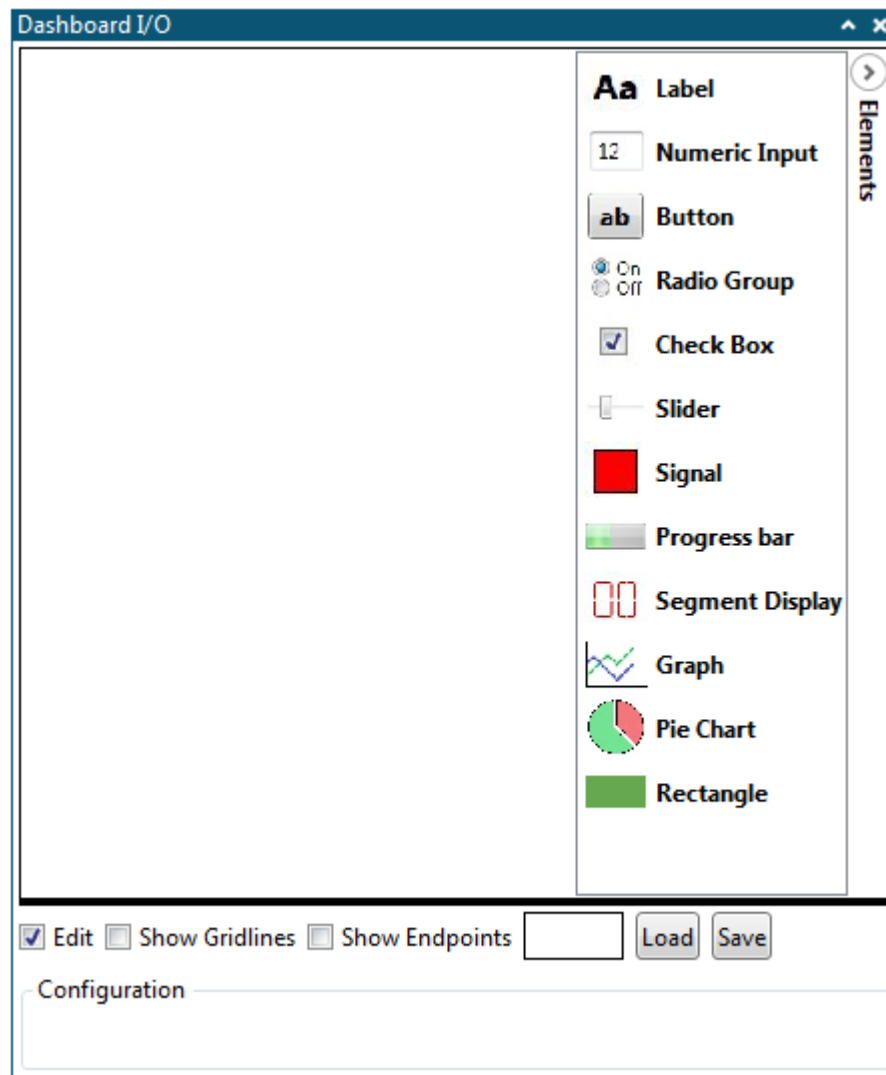 Dashboard I/O
Aa Label
12 Numeric Input
ab Button
On
Off
Radio Group
Check Box
Slider
Signal
Progress bar
00 Segment Display
Graph
Pie Chart
Rectangle
Elements
Edit Show Gridlines Show Endpoints Load Save
Configuration